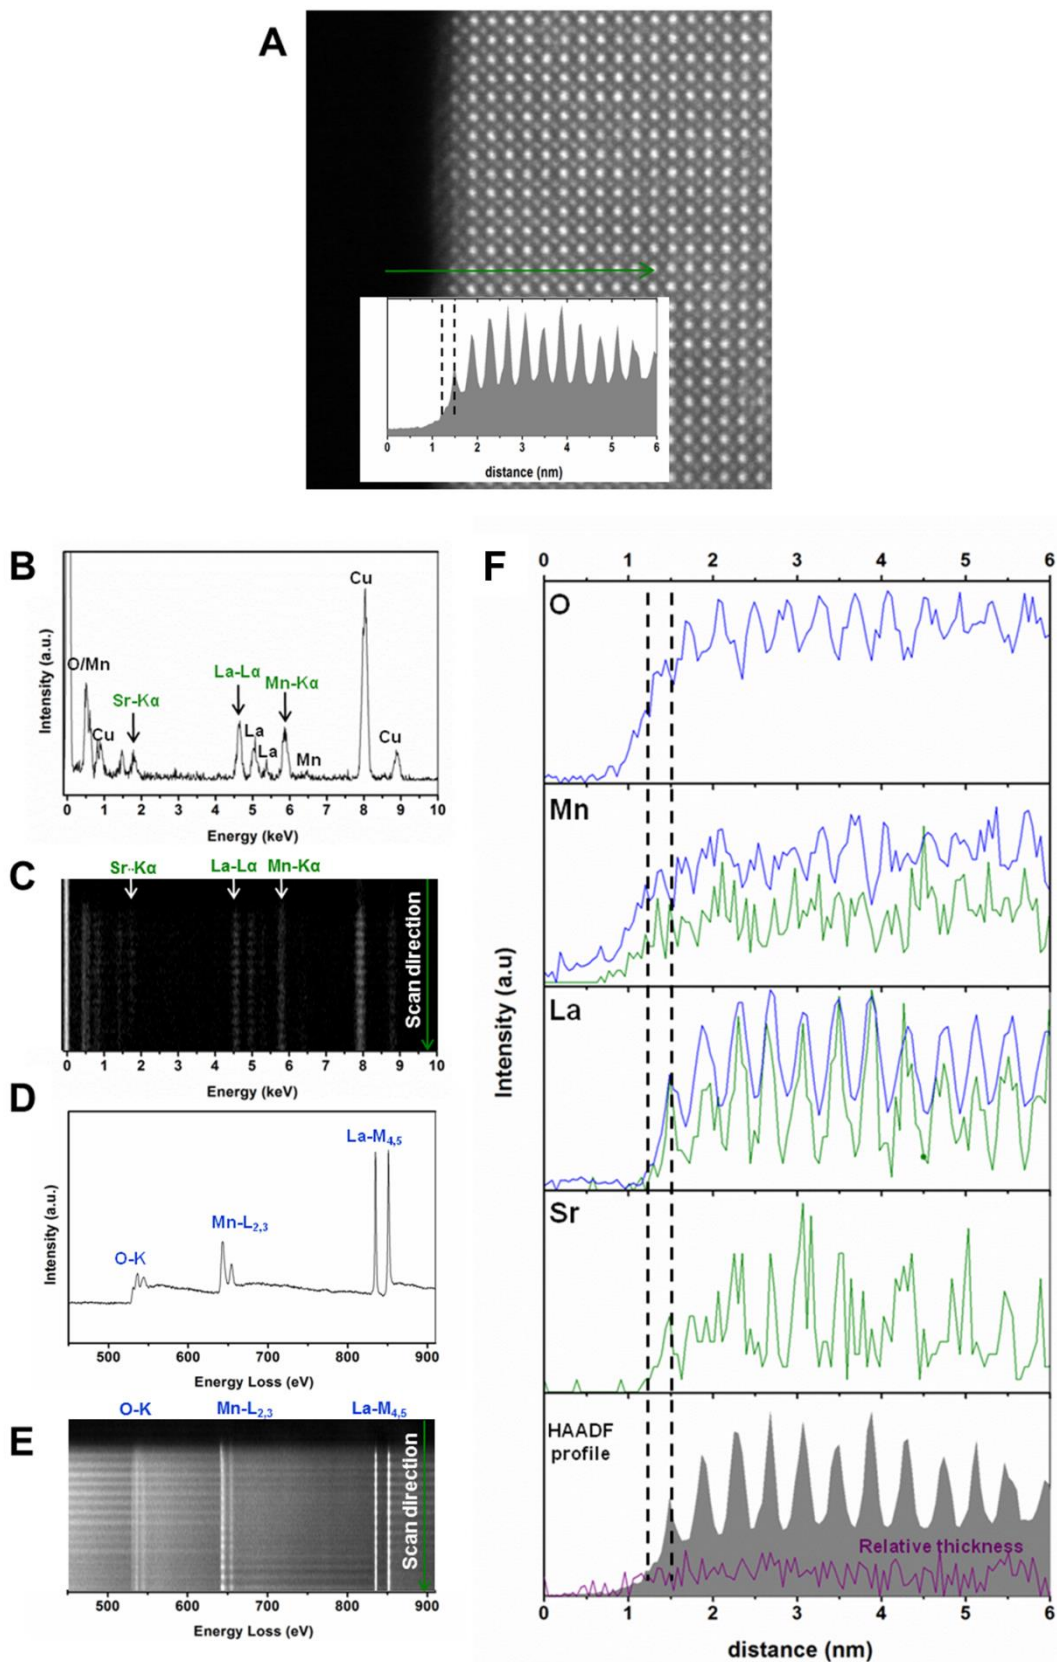 A
0 1 2 3 4 5 6
distance (nm)
B
Intensity (a.u.)
O/Mn
Cu
Sr-Kα
La-Lα
La
La
Mn-Kα
Mn
Cu
Cu
0 1 2 3 4 5 6 7 8 9 10
Energy (keV)
C
Sr-Kα La-Lα Mn-Kα
Scan direction
0 1 2 3 4 5 6 7 8 9 10
Energy (keV)
D
Intensity (a.u.)
O-K
Mn-L2,3
La-M4,5
500 600 700 800 900
Energy Loss (eV)
E
O-K Mn-L2,3 La-M4,5
Scan direction
500 600 700 800 900
Energy Loss (eV)
F
0 1 2 3 4 5 6
Intensity (a.u)
O
Mn
La
Sr
HAADF
profile
Relative thickness
0 1 2 3 4 5 6
distance (nm)